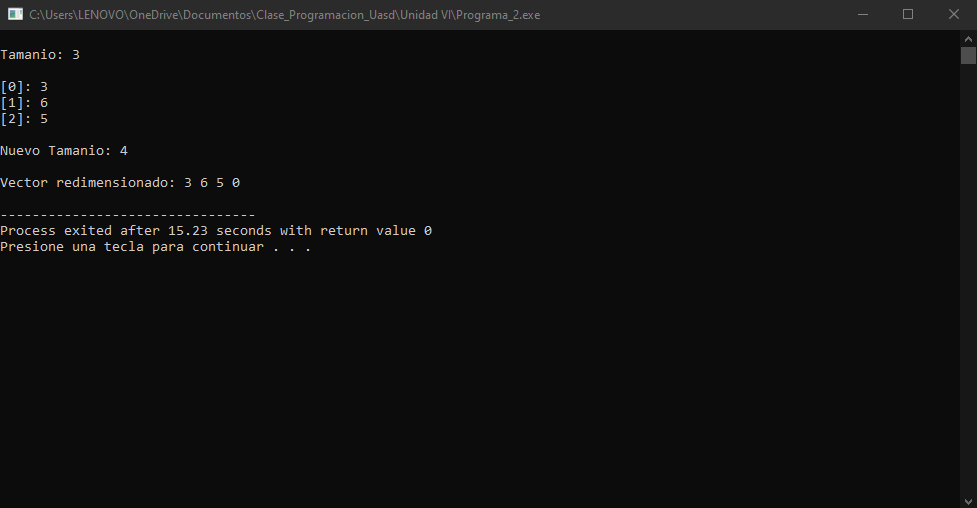 C:\Users\LENOVO\OneDrive\Documentos\Clase_Programacion_Uasd\Unidad VI\Programa_2.exe
Tamanio: 3
[0]: 3
[1]: 6
[2]: 5
Nuevo Tamanio: 4
Vector redimensionado: 3 6 5 0
--------------------------------
Process exited after 15.23 seconds with return value 0
Presione una tecla para continuar . . .